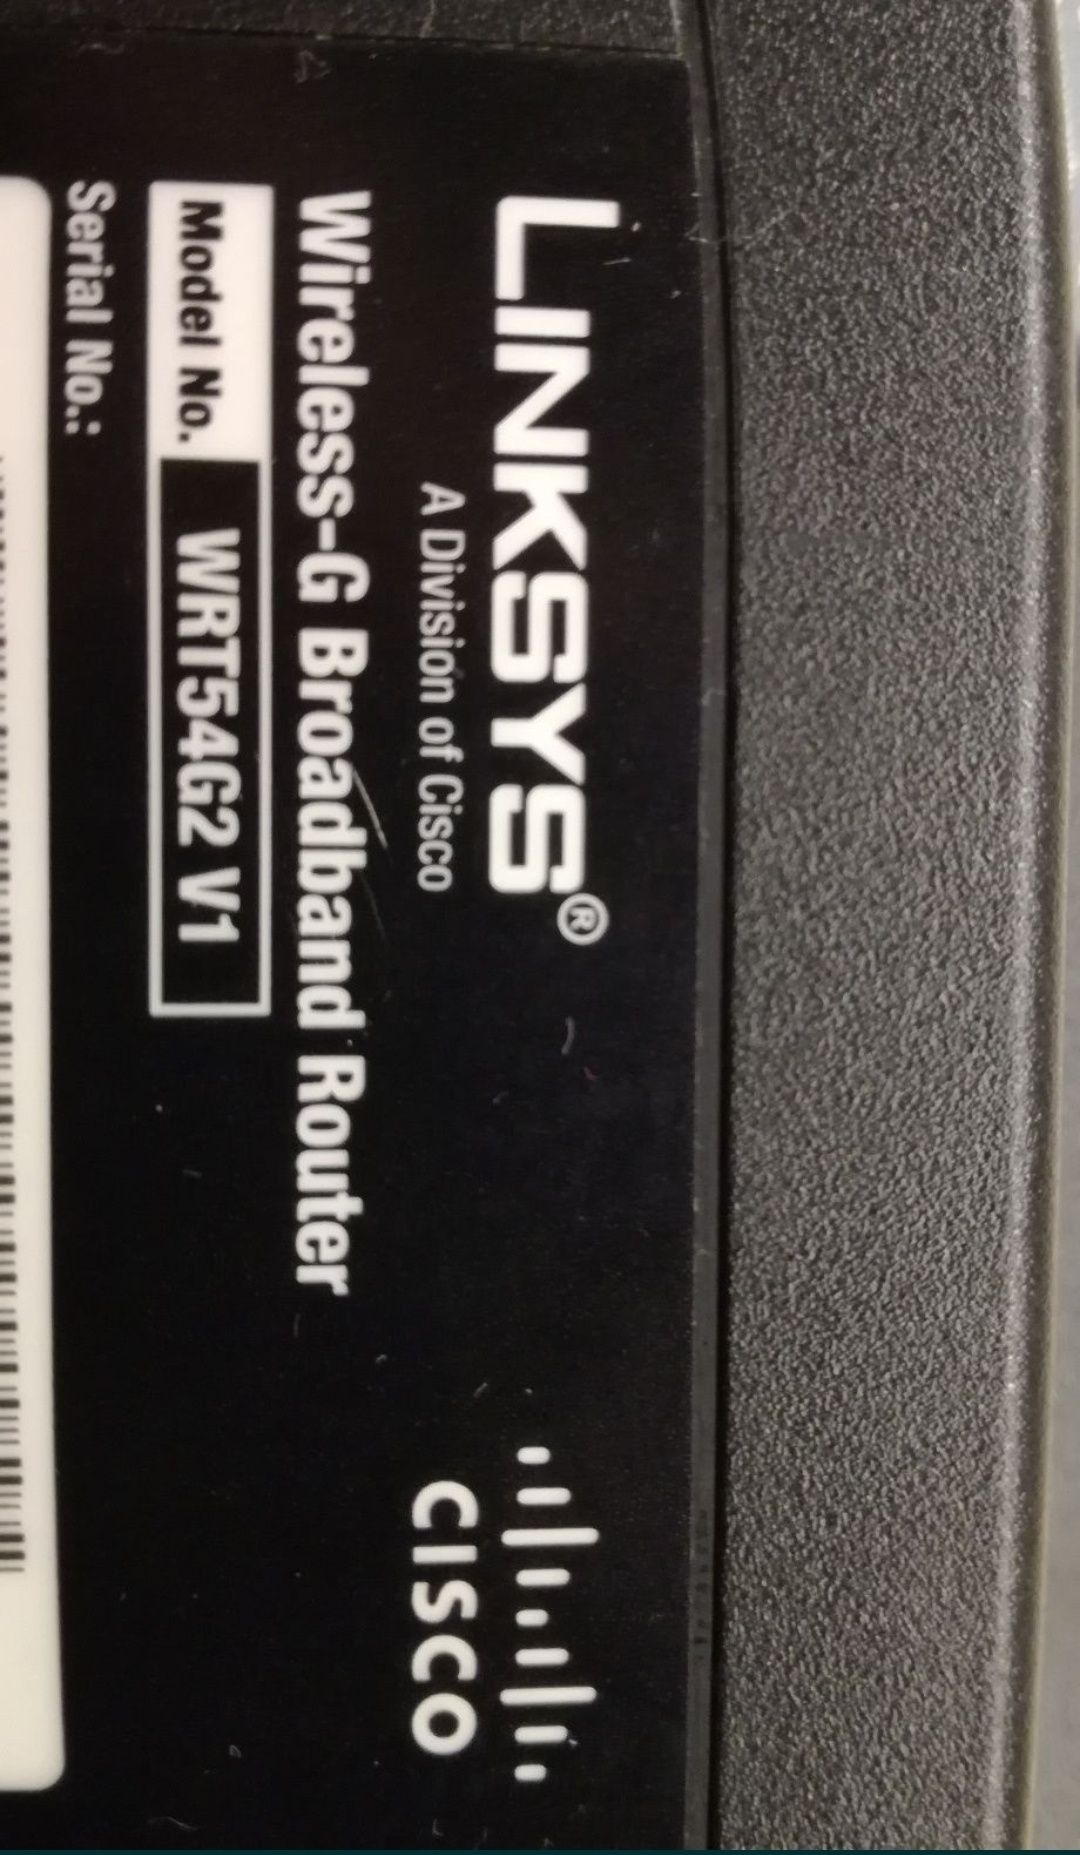 LINKSYS®
A Division of Cisco
CISCO
Wireless-G Broadband Router
Model No. WRT54G2 V1
Serial No.: